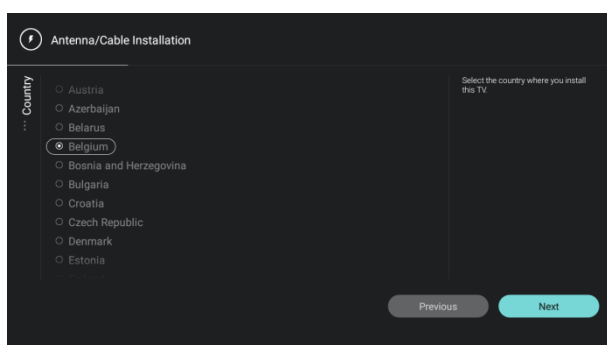 Antenna/Cable Installation
Country
Austria
Azerbaijan
Belarus
Belgium
Bosnia and Herzegovina
Bulgaria
Croatia
Czech Republic
Denmark
Estonia
Select the country where you install
this TV.
Previous
Next